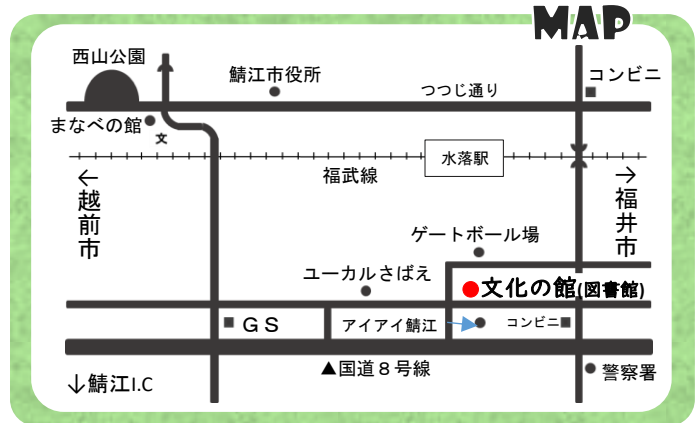 MAP
西山公園
鯖江市役所
つつじ通り
コンビニ
まなべの館
文
水落駅
福武線
←越前市
→福井市
ゲートボール場
ユーカルさばえ
文化の館(図書館)
GS
アイアイ鯖江
コンビニ
▲国道8号線
警察署
↓鯖江I.C